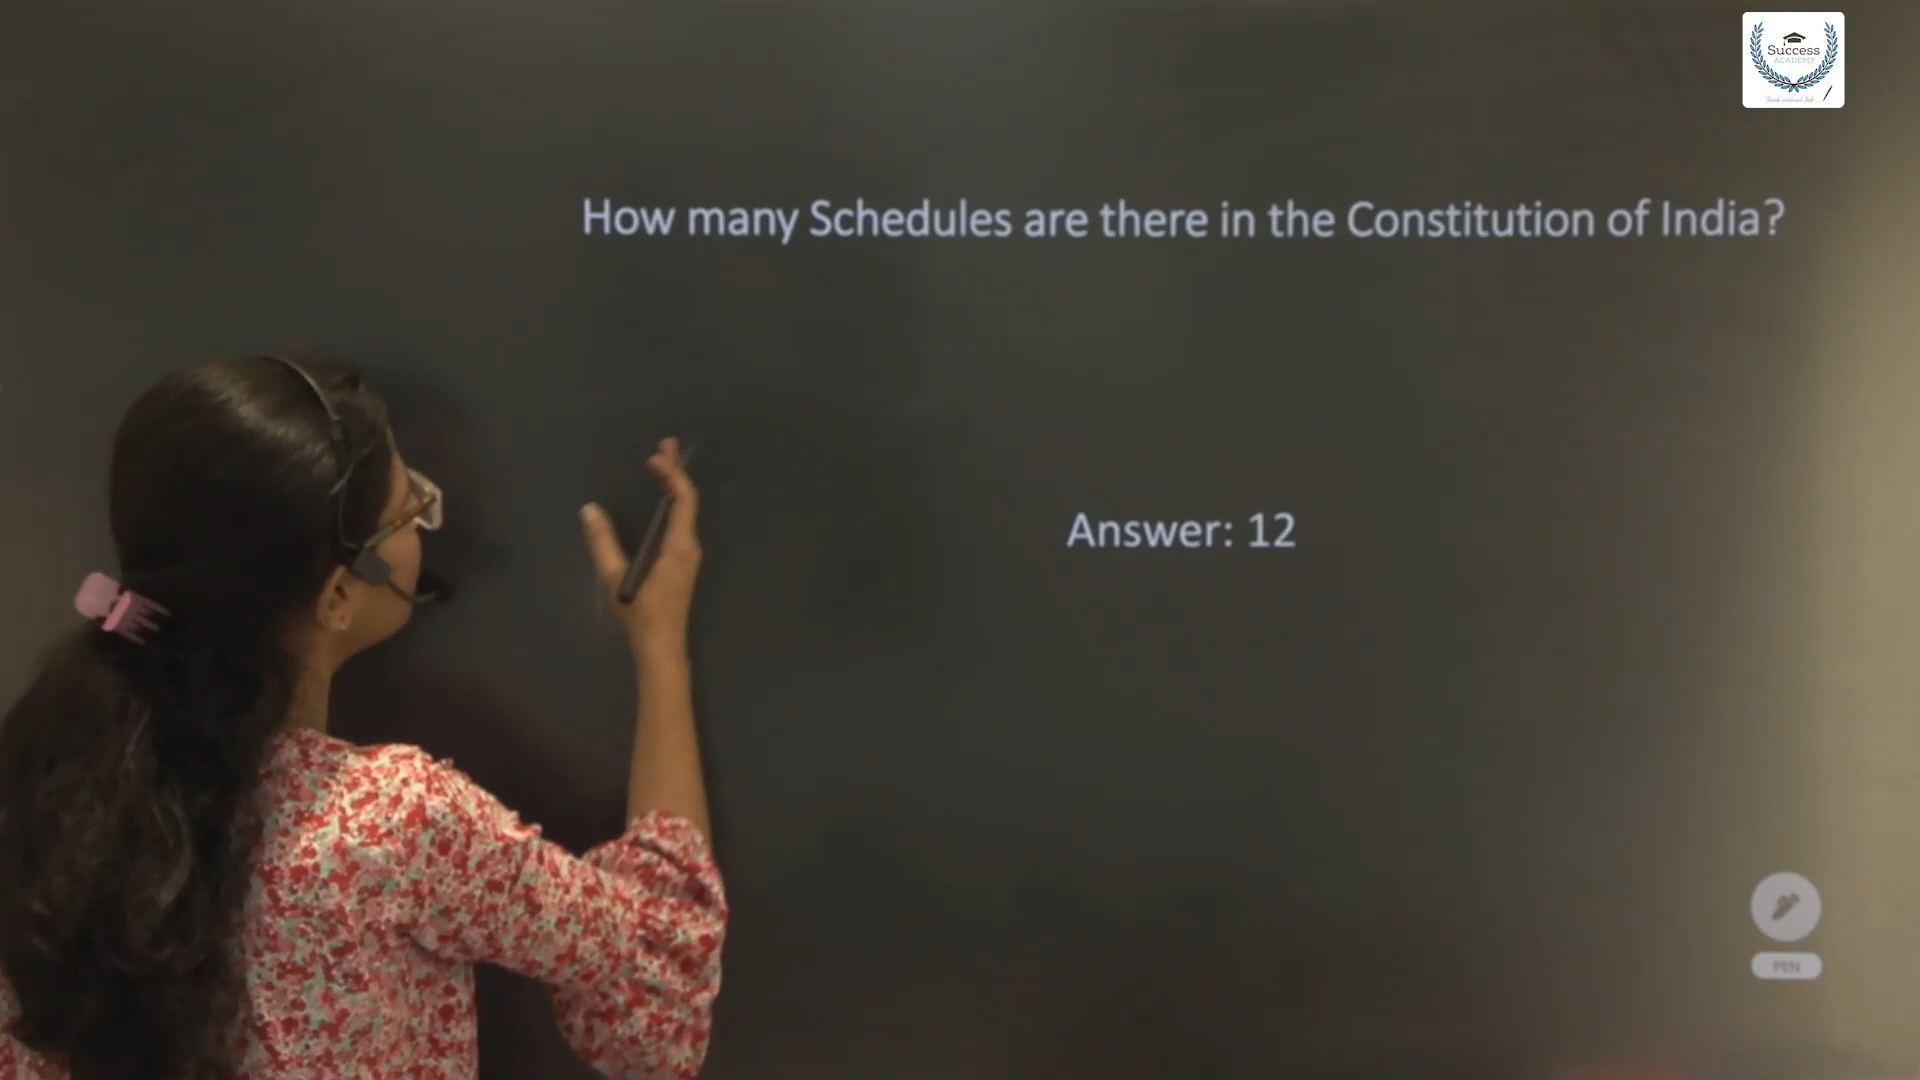 Success
ACADEMY
How many Schedules are there in the Constitution of India?
Answer: 12
PEN